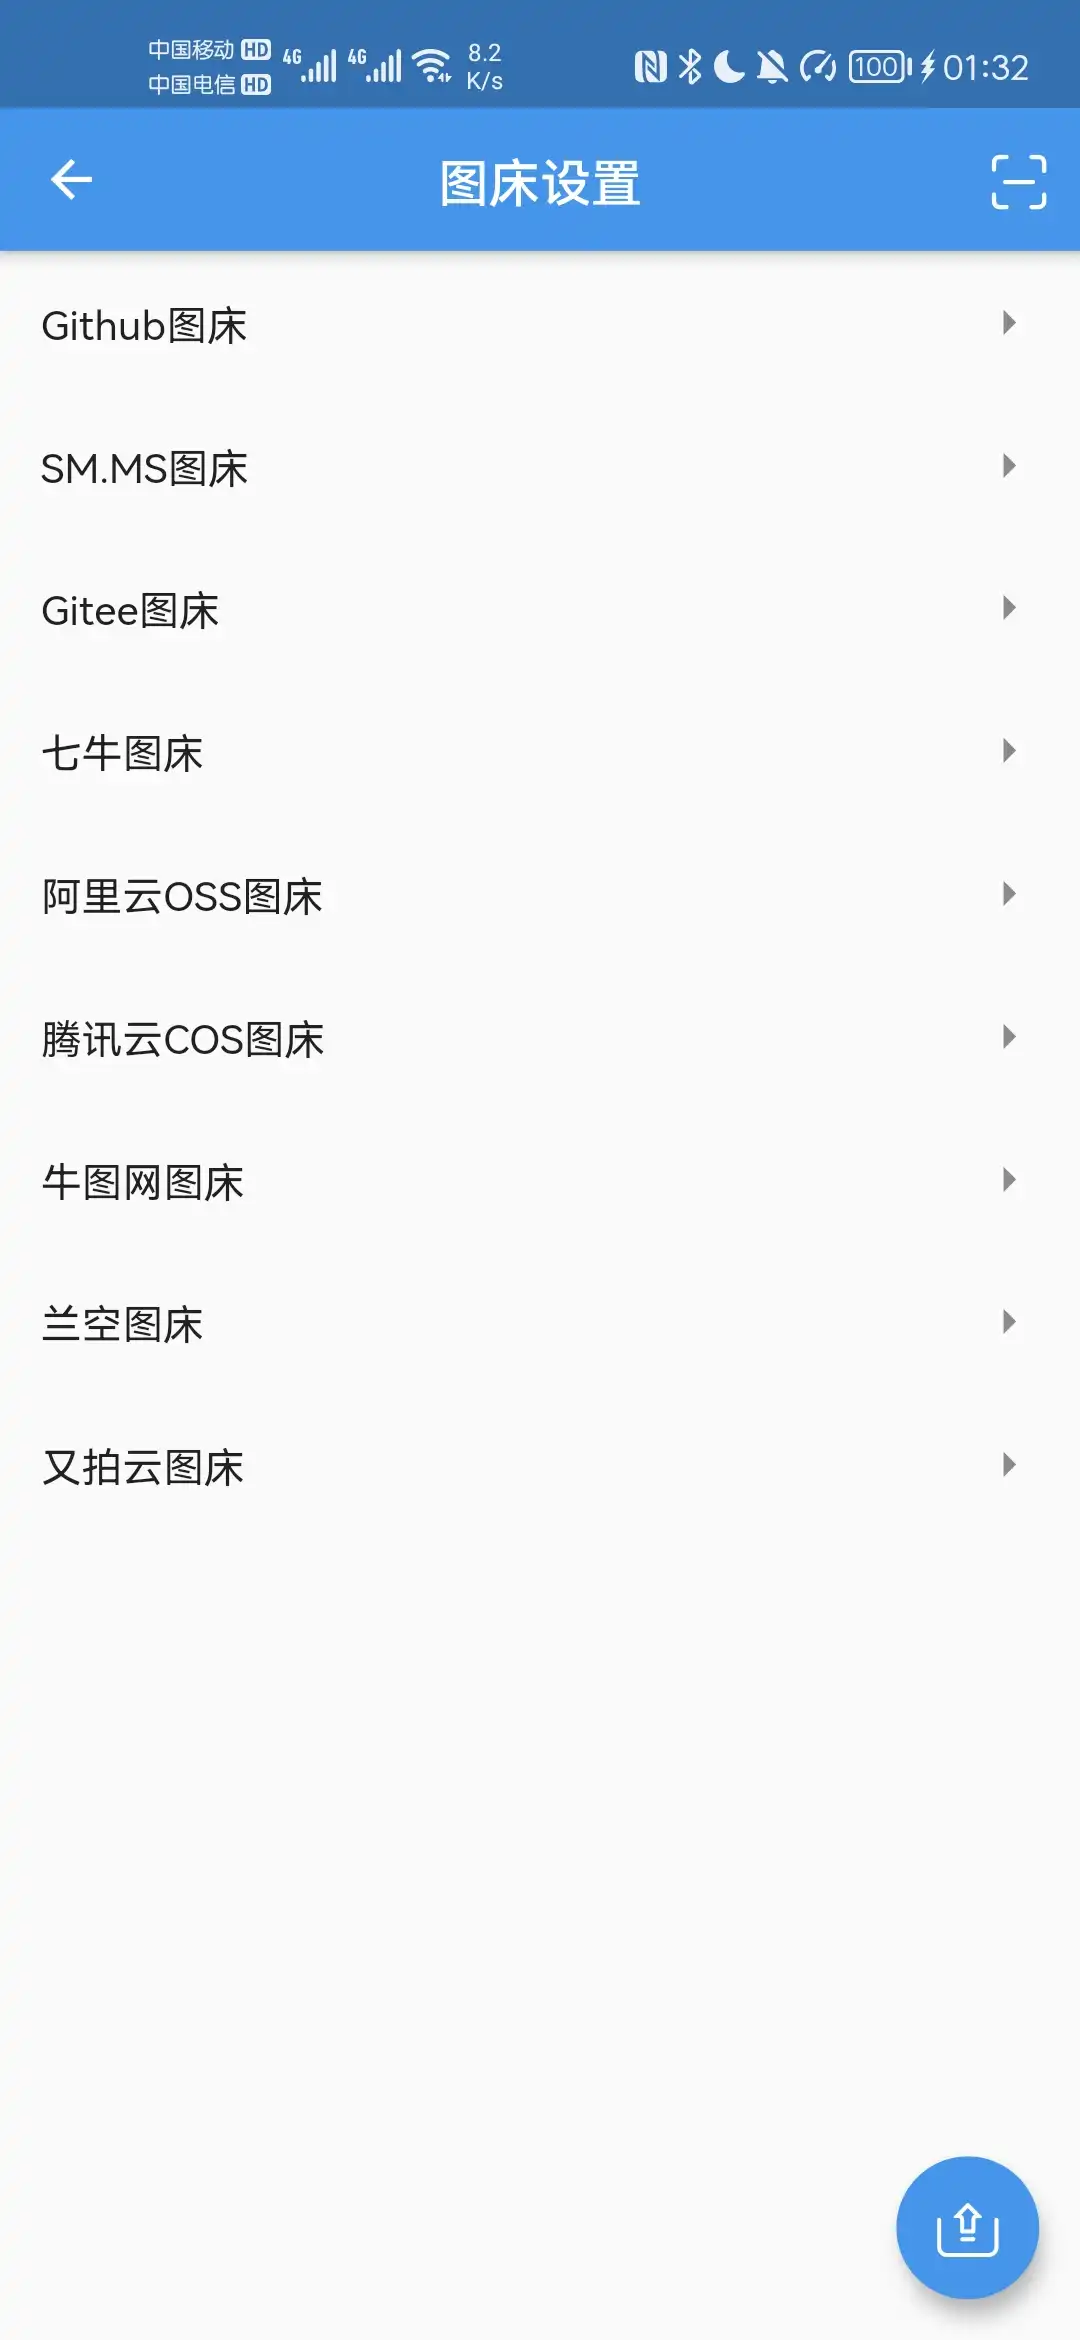 中国移动 HD 4G 4G 8.2
中国电信 HD K/s 100 01:32
图床设置
Github图床
SM.MS图床
Gitee图床
七牛图床
阿里云OSS图床
腾讯云COS图床
牛图网图床
兰空图床
又拍云图床